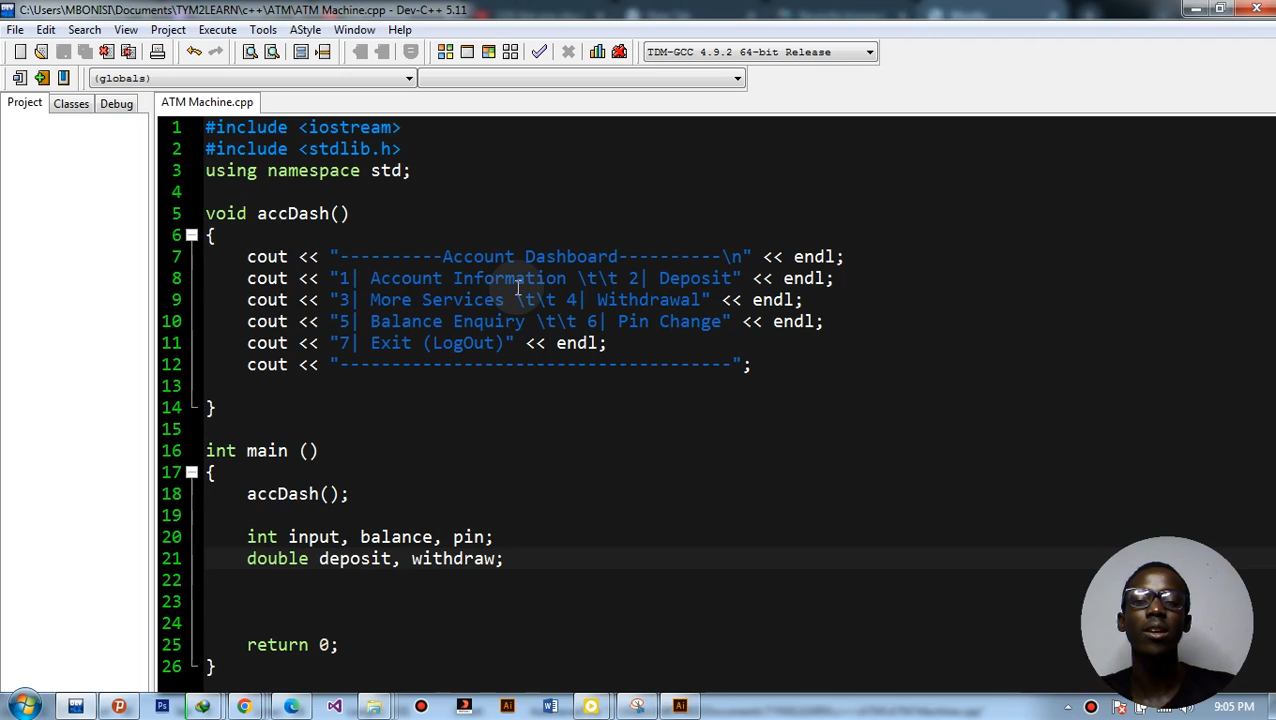 C:\Users\MBONISI\Documents\TYM2LEARN\c++\ATM\ATM Machine.cpp - Dev-C++ 5.11
File Edit Search View Project Execute Tools AStyle Window Help
TDM-GCC 4.9.2 64-bit Release
(globals)
Project Classes Debug ATM Machine.cpp
1 #include <iostream>
2 #include <stdlib.h>
3 using namespace std;
4
5 void accDash()
6 {
7 cout << "----------Account Dashboard----------\n" << endl;
8 cout << "1| Account Information \t\t 2| Deposit" << endl;
9 cout << "3| More Services \t\t 4| Withdrawal" << endl;
10 cout << "5| Balance Enquiry \t\t 6| Pin Change" << endl;
11 cout << "7| Exit (LogOut)" << endl;
12 cout << "--------------------------------------";
13
14 }
15
16 int main ()
17 {
18 accDash();
19
20 int input, balance, pin;
21 double deposit, withdraw;
22
23
24
25 return 0;
26 }
9:05 PM